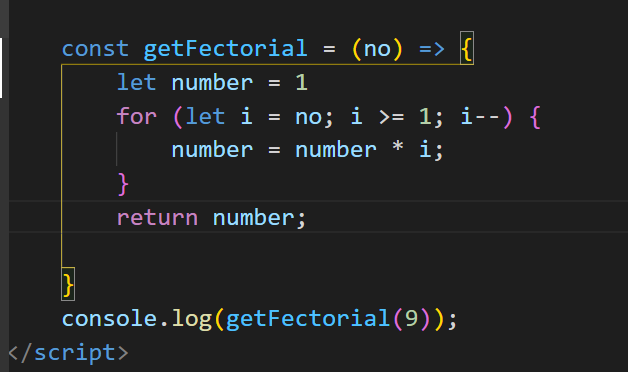 const getFectorial = (no) => {
let number = 1
for (let i = no; i >= 1; i--) {
number = number * i;
}
return number;
}
console.log(getFectorial(9));
</script>